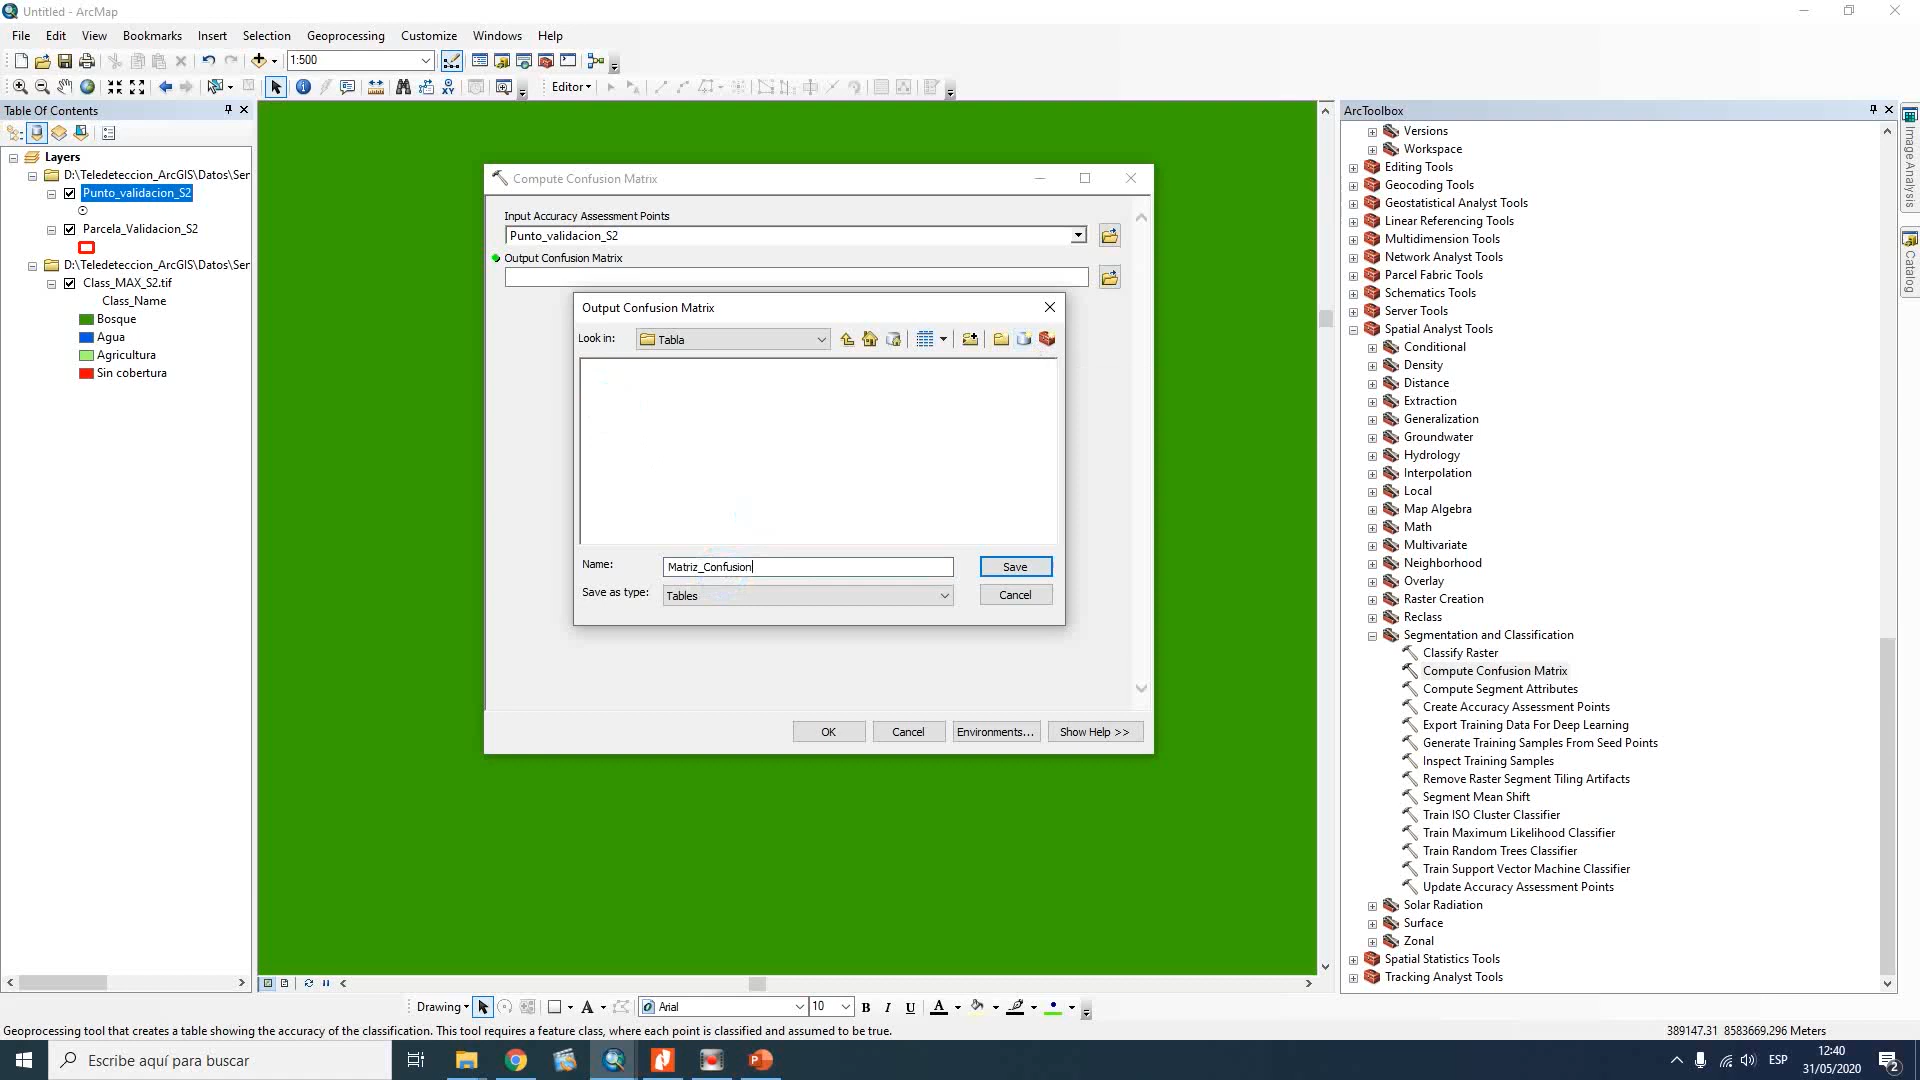 Untitled - ArcMap
File Edit View Bookmarks Insert Selection Geoprocessing Customize Windows Help
1:500
Editor
Table Of Contents
Layers
D:\Teledeteccion_ArcGIS\Datos\Ser
Punto_validacion_S2
Parcela_Validacion_S2
D:\Teledeteccion_ArcGIS\Datos\Ser
Class_MAX_S2.tif
Class_Name
Bosque
Agua
Agricultura
Sin cobertura
Compute Confusion Matrix
Input Accuracy Assessment Points
Punto_validacion_S2
Output Confusion Matrix
Output Confusion Matrix
Look in: Tabla
Name: Matriz_Confusion Save
Save as type: Tables Cancel
OK Cancel Environments... Show Help >>
ArcToolbox
Versions
Workspace
Editing Tools
Geocoding Tools
Geostatistical Analyst Tools
Linear Referencing Tools
Multidimension Tools
Network Analyst Tools
Parcel Fabric Tools
Schematics Tools
Server Tools
Spatial Analyst Tools
Conditional
Density
Distance
Extraction
Generalization
Groundwater
Hydrology
Interpolation
Local
Map Algebra
Math
Multivariate
Neighborhood
Overlay
Raster Creation
Reclass
Segmentation and Classification
Classify Raster
Compute Confusion Matrix
Compute Segment Attributes
Create Accuracy Assessment Points
Export Training Data For Deep Learning
Generate Training Samples From Seed Points
Inspect Training Samples
Remove Raster Segment Tiling Artifacts
Segment Mean Shift
Train ISO Cluster Classifier
Train Maximum Likelihood Classifier
Train Random Trees Classifier
Train Support Vector Machine Classifier
Update Accuracy Assessment Points
Solar Radiation
Surface
Zonal
Spatial Statistics Tools
Tracking Analyst Tools
Image Analysis
Catalog
Drawing A Arial 10 B I U A
Geoprocessing tool that creates a table showing the accuracy of the classification. This tool requires a feature class, where each point is classified and assumed to be true.
389147.31 8583669.296 Meters
Escribe aquí para buscar
ESP
12:40
31/05/2020
2